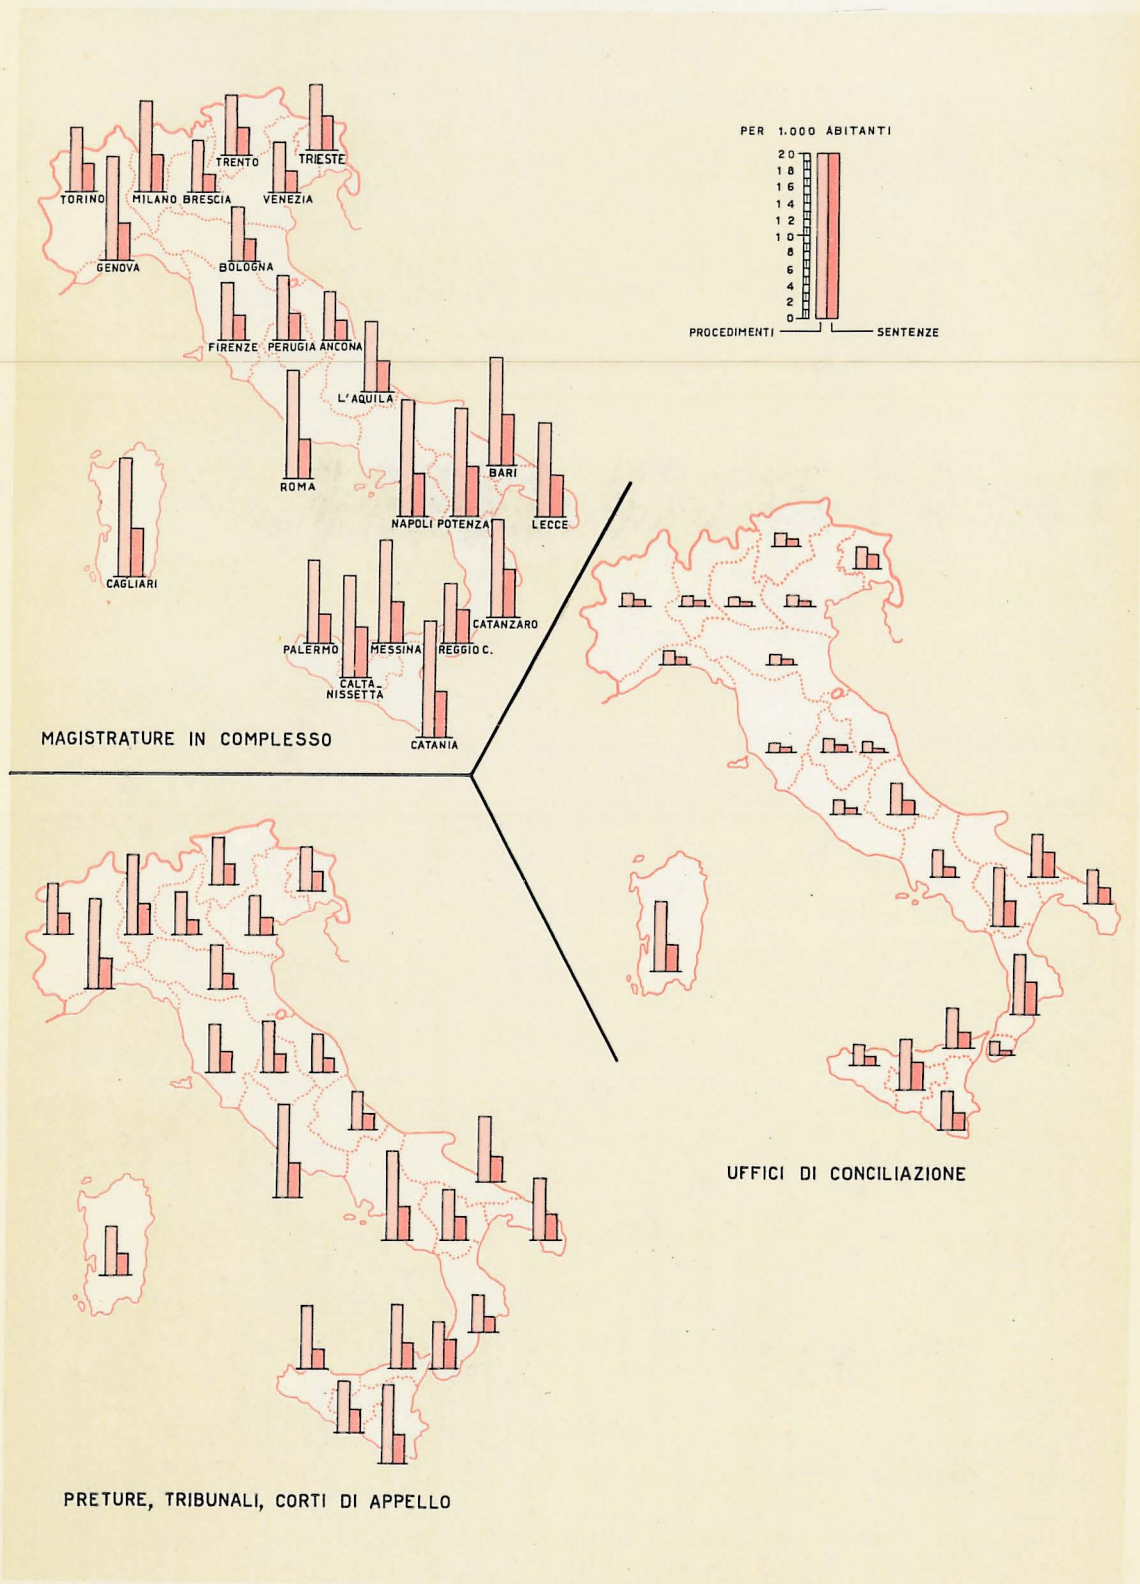 PER 1.000 ABITANTI
20
18
16
14
12
10
8
6
4
2
0
PROCEDIMENTI
SENTENZE
TRENTO
TRIESTE
TORINO
MILANO
BRESCIA
VENEZIA
GENOVA
BOLOGNA
FIRENZE
PERUGIA
ANCONA
L'AQUILA
ROMA
BARI
NAPOLI
POTENZA
LECCE
CAGLIARI
CATANZARO
PALERMO
MESSINA
REGGIO C.
CALTA_
NISSETTA
CATANIA
MAGISTRATURE IN COMPLESSO
UFFICI DI CONCILIAZIONE
PRETURE, TRIBUNALI, CORTI DI APPELLO